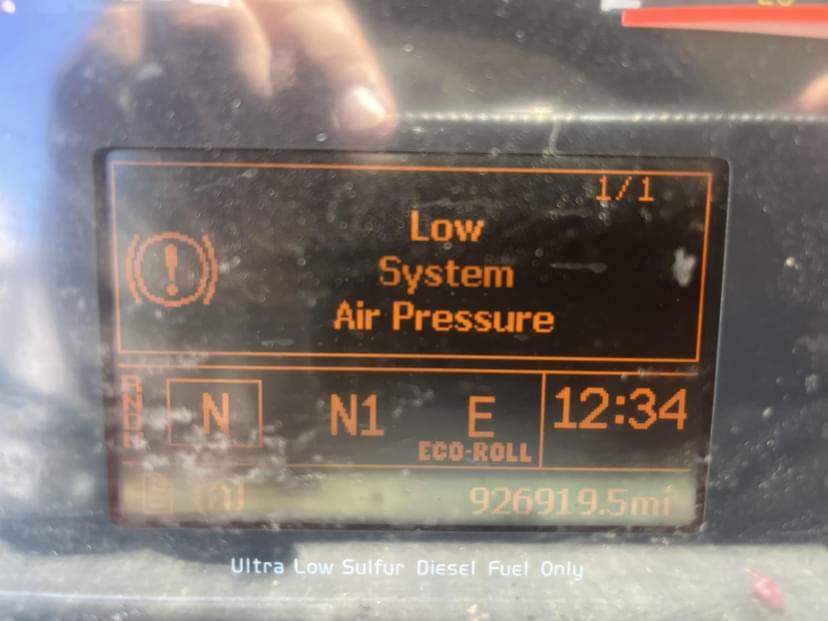 1/1
Low
System
Air Pressure
N N1 E 12:34
ECO-ROLL
926919.5mi
Ultra Low Sulfur Diesel Fuel Only